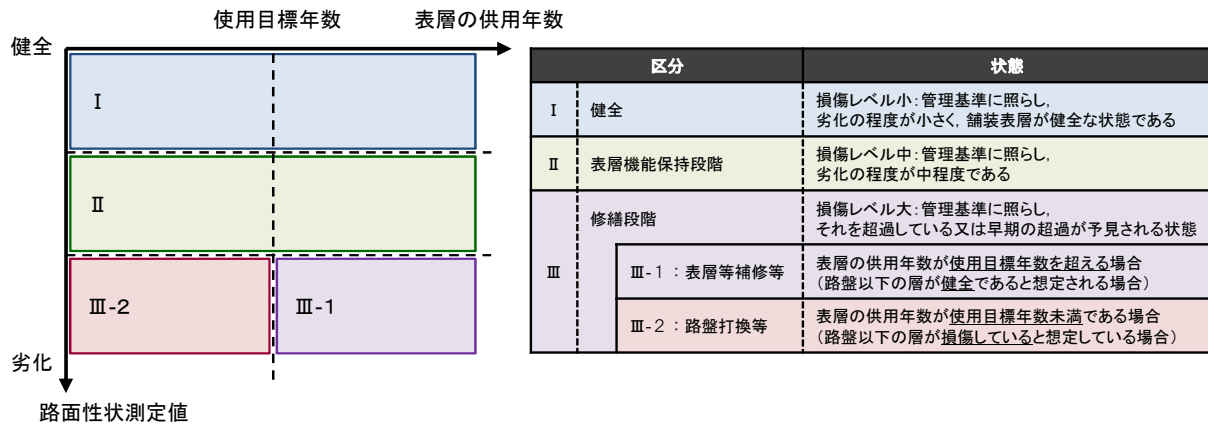 使用目標年数
表層の供用年数
健全
Ⅰ
Ⅱ
Ⅲ-2
Ⅲ-1
劣化
路面性状測定値
区分
状態
Ⅰ
健全
損傷レベル小：管理基準に照らし，
劣化の程度が小さく，舗装表層が健全な状態である
Ⅱ
表層機能保持段階
損傷レベル中：管理基準に照らし，
劣化の程度が中程度である
Ⅲ
修繕段階
損傷レベル大：管理基準に照らし，
それを超過している又は早期の超過が予見される状態
Ⅲ-1 ：表層等補修等
表層の供用年数が使用目標年数を超える場合
（路盤以下の層が健全であると想定される場合）
Ⅲ-2 ：路盤打換等
表層の供用年数が使用目標年数未満である場合
（路盤以下の層が損傷していると想定している場合）